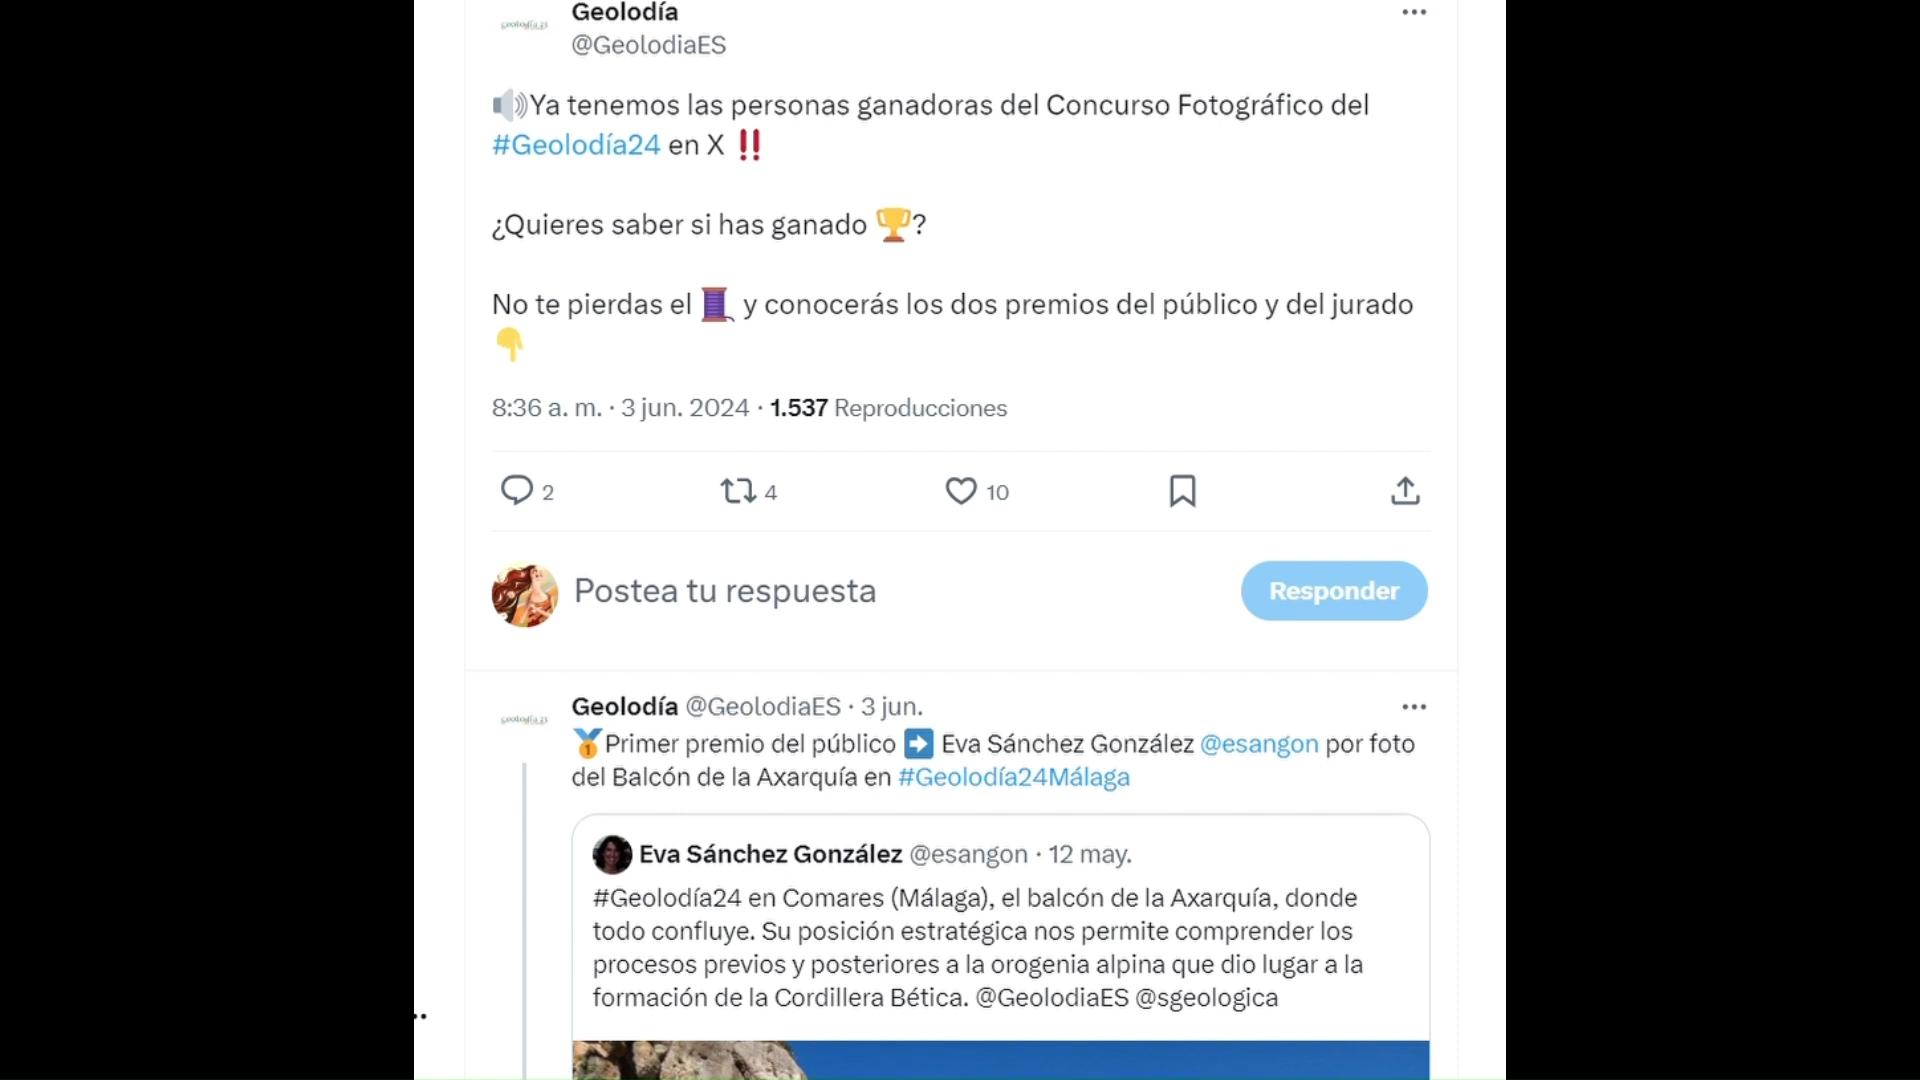 Geolodía
@GeolodiaES
🔊Ya tenemos las personas ganadoras del Concurso Fotográfico del
#Geolodía24 en X ‼️
¿Quieres saber si has ganado 🏆?
No te pierdas el 🧵 y conocerás los dos premios del público y del jurado
👇
8:36 a. m. · 3 jun. 2024 · 1.537 Reproducciones
2 4 10
Postea tu respuesta
Responder
Geolodía @GeolodiaES · 3 jun.
🥇Primer premio del público ➡️ Eva Sánchez González @esangon por foto
del Balcón de la Axarquía en #Geolodía24Málaga
Eva Sánchez González @esangon · 12 may.
#Geolodía24 en Comares (Málaga), el balcón de la Axarquía, donde
todo confluye. Su posición estratégica nos permite comprender los
procesos previos y posteriores a la orogenia alpina que dio lugar a la
formación de la Cordillera Bética. @GeolodiaES @sgeologica